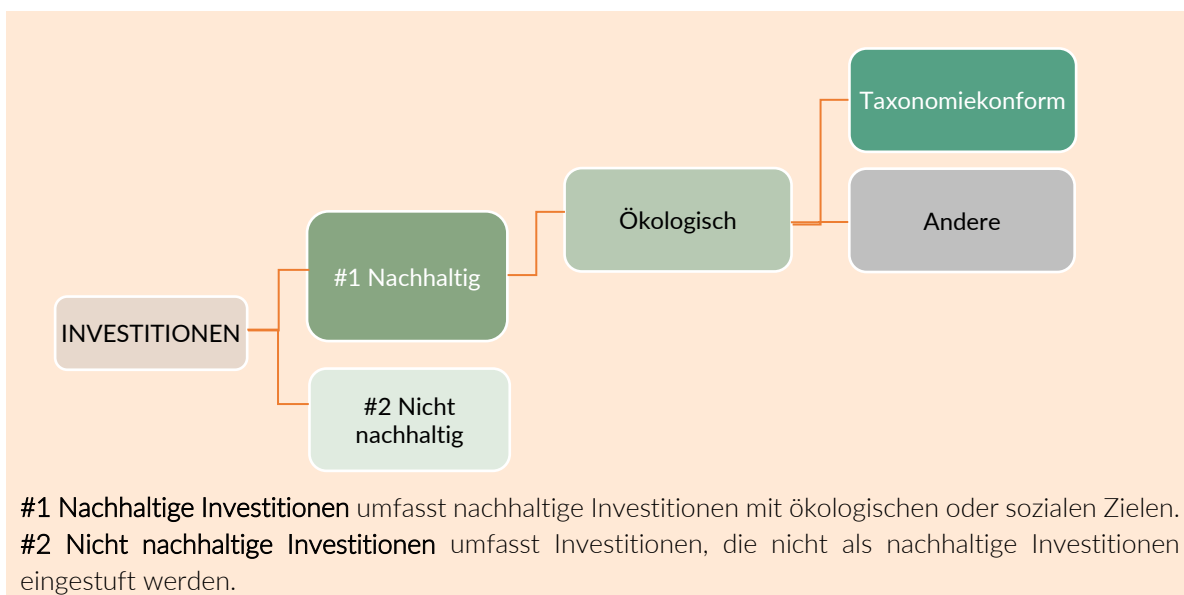 Taxonomiekonform
Ökologisch
Andere
#1 Nachhaltig
INVESTITIONEN
#2 Nicht
nachhaltig
#1 Nachhaltige Investitionen umfasst nachhaltige Investitionen mit ökologischen oder sozialen Zielen.
#2 Nicht nachhaltige Investitionen umfasst Investitionen, die nicht als nachhaltige Investitionen
eingestuft werden.